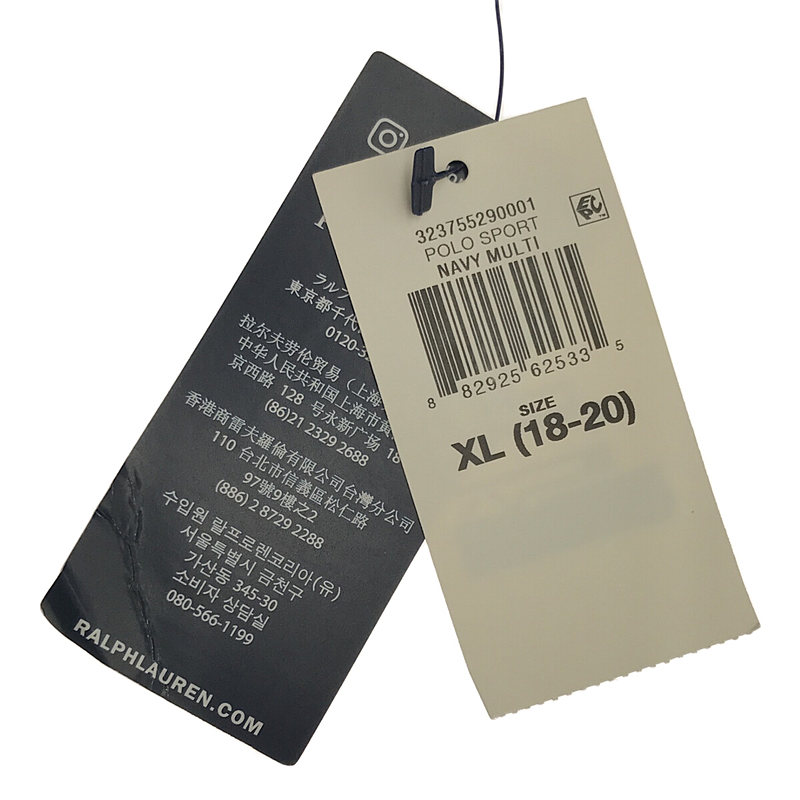 ラルフ
東京都千代
0120-3
拉尔夫劳伦贸易（上海
中华人民共和国上海市黄
京西路 128 号永新广场 18
(86)21 2329 2688
香港商雷夫羅倫有限公司台灣分公司
110 台北市信義區松仁路
97號9樓之2
(886) 2 8729 2288
수입원 랄프로렌코리아(유)
서울특별시 금천구
가산동 345-30
소비자 상담실
080-566-1199
RALPHLAUREN.COM
323755290001
POLO SPORT
NAVY MULTI
8 82925 62533 5
SIZE
XL (18-20)